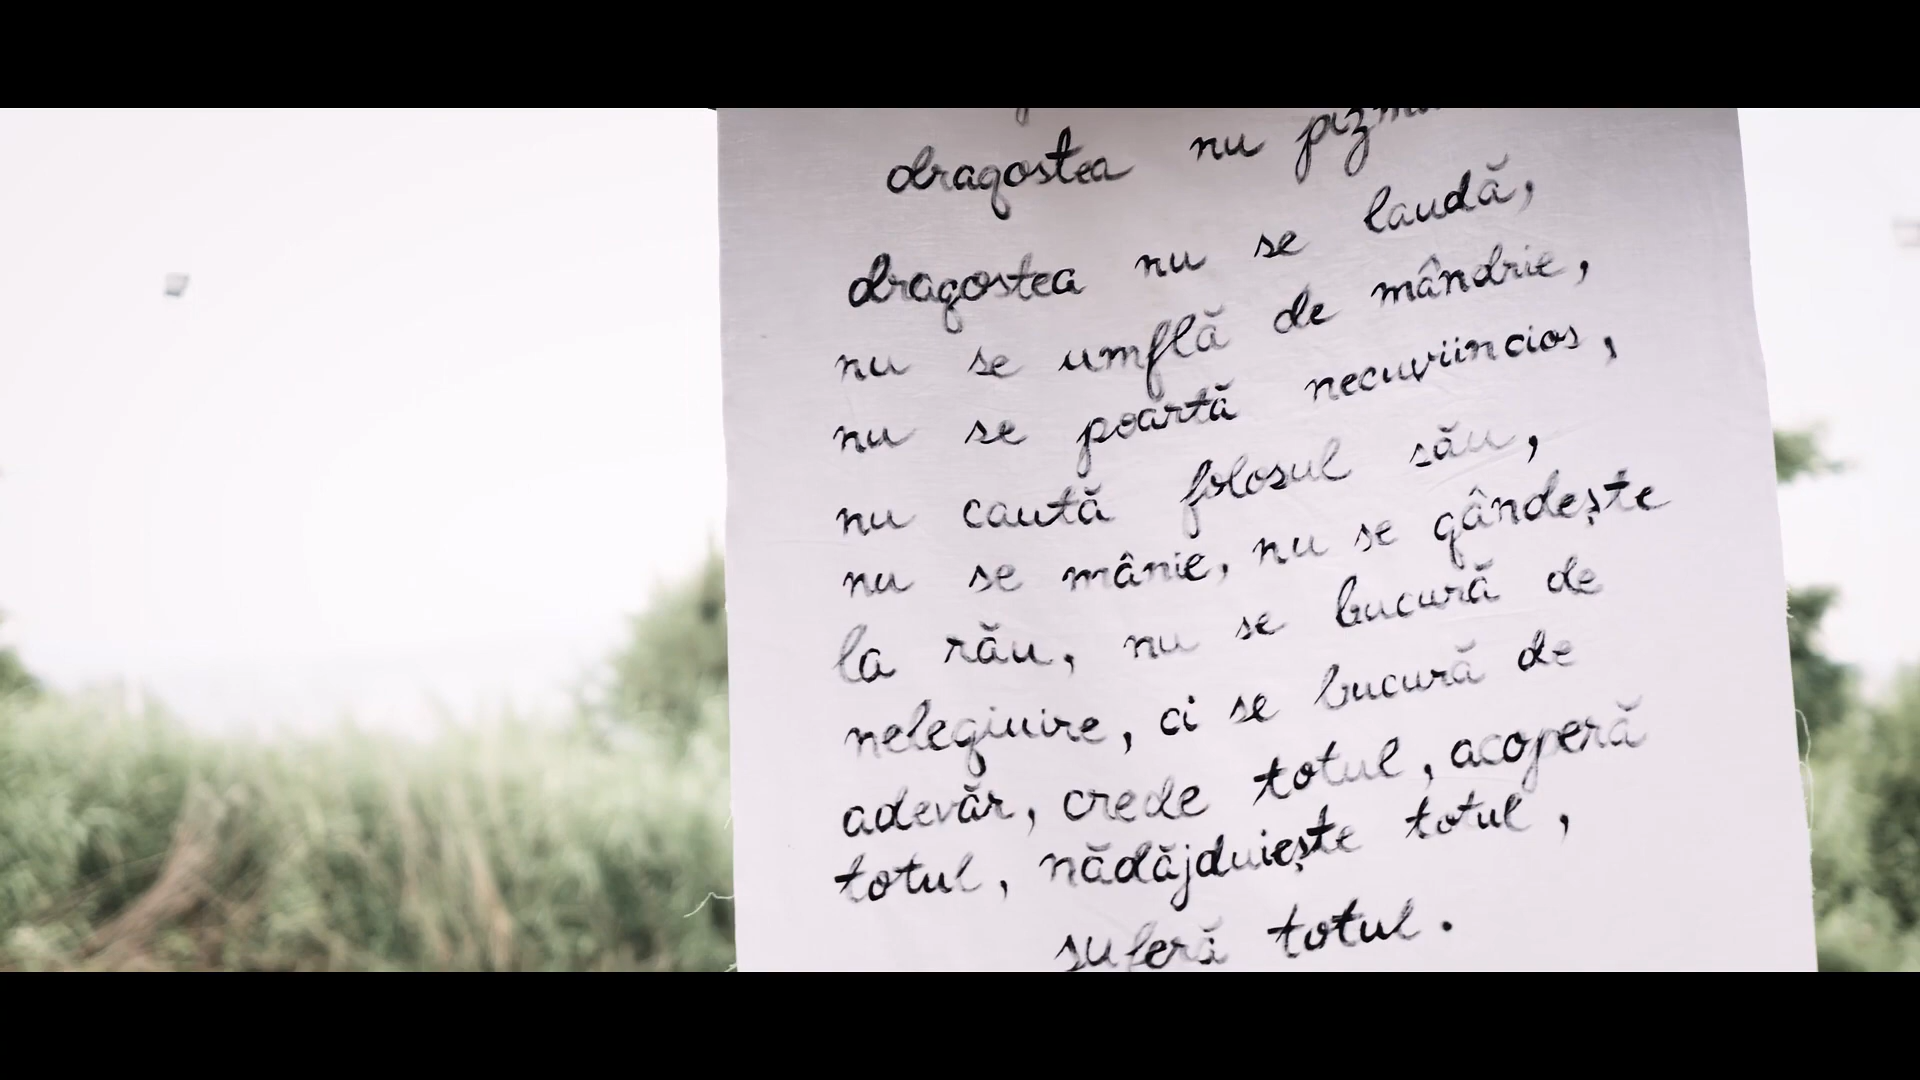 dragostea nu
dragostea nu se laudă,
nu se umflă de mândrie,
nu se poartă necuviincios,
nu caută folosul său,
nu se mânie, nu se gândește
la rău, nu se bucură de
nelegiuire, ci se bucură de
adevăr, crede totul, acoperă
totul, nădăjduiește totul,
suferă totul.